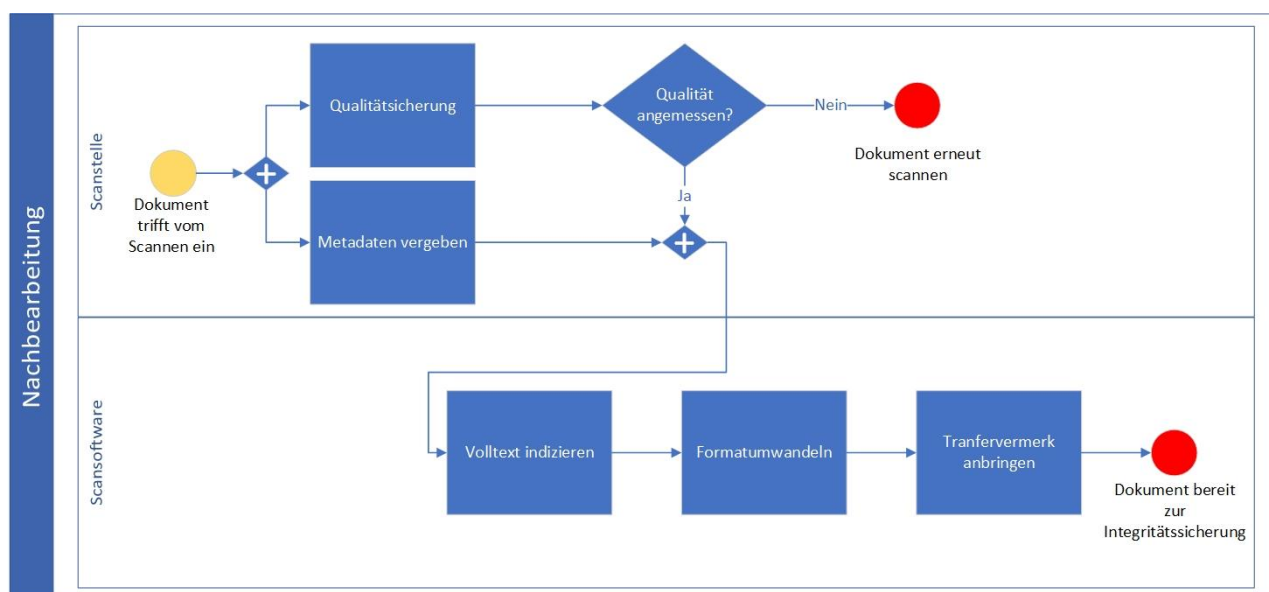 Nachbearbeitung
Scanstelle
Dokument
trifft vom
Scannen ein
Qualitätsicherung
Metadaten vergeben
Qualität
angemessen?
Nein
Ja
Dokument erneut
scannen
Scansoftware
Volltext indizieren
Formatumwandeln
Tranfervermerk
anbringen
Dokument bereit
zur
Integritätssicherung